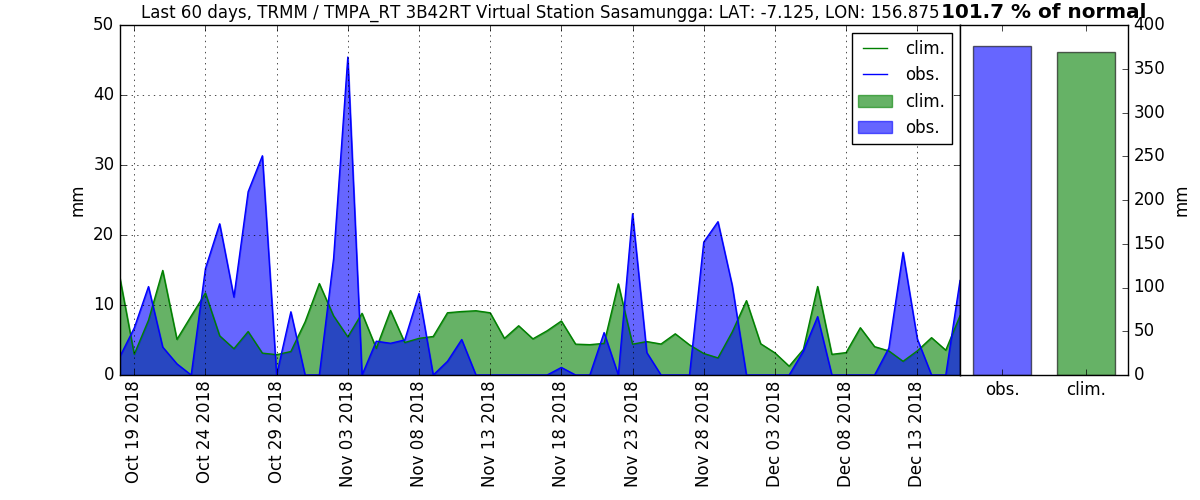 Last 60 days, TRMM / TMPA_RT 3B42RT Virtual Station Sasamungga: LAT: -7.125, LON: 156.875
101.7 % of normal
50
40
30
20
10
0
mm
clim.
obs.
clim.
obs.
Oct 19 2018
Oct 24 2018
Oct 29 2018
Nov 03 2018
Nov 08 2018
Nov 13 2018
Nov 18 2018
Nov 23 2018
Nov 28 2018
Dec 03 2018
Dec 08 2018
Dec 13 2018
400
350
300
250
200
150
100
50
0
mm
obs.
clim.